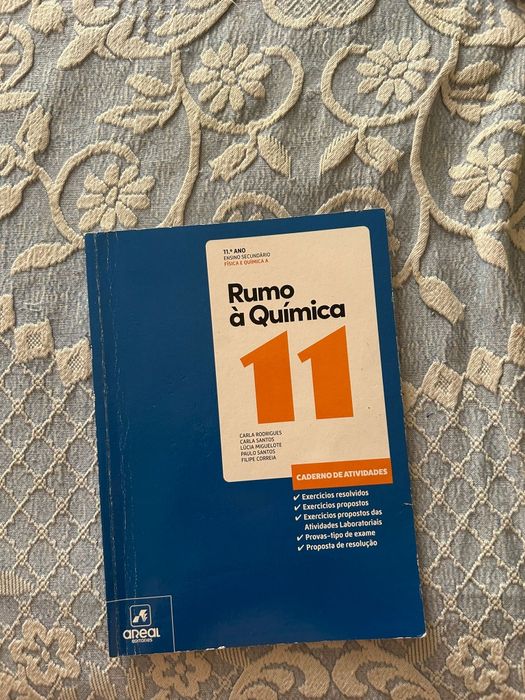 11.º ANO
ENSINO SECUNDÁRIO
FÍSICA E QUÍMICA A
Rumo
à Química
11
CARLA RODRIGUES
CARLA SANTOS
LÚCIA MIGUELOTE
PAULO SANTOS
FILIPE CORREIA
CADERNO DE ATIVIDADES
✓ Exercícios resolvidos
✓ Exercícios propostos
✓ Exercícios propostos das
Atividades Laboratoriais
✓ Provas-tipo de exame
✓ Proposta de resolução
areal
EDITORES